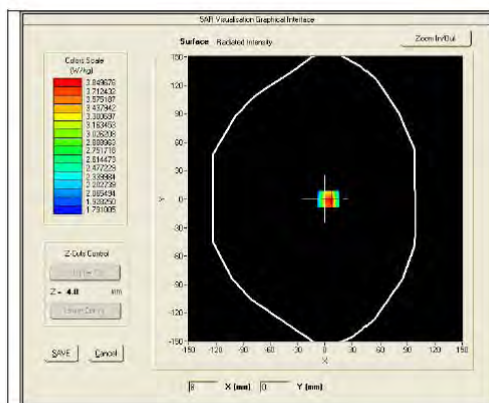 SAR Visualisation Graphical Interface
Surface Radiated Intensity
Zoom In/Out
Colors Scale
(W/kg)
3.849676
3.712432
3.575187
3.437942
3.300697
3.163453
3.026208
2.888963
2.751718
2.614473
2.477229
2.339984
2.202739
2.065494
1.928250
1.791005
150
120
90
60
30
0
-30
-60
-90
-120
-150
Y
-150 -120 -90 -60 -30 0 30 60 90 120 150
X
Z-Cuts Control
Z = 4.0 mm
SAVE Cancel
8 X (mm) 0 Y (mm)